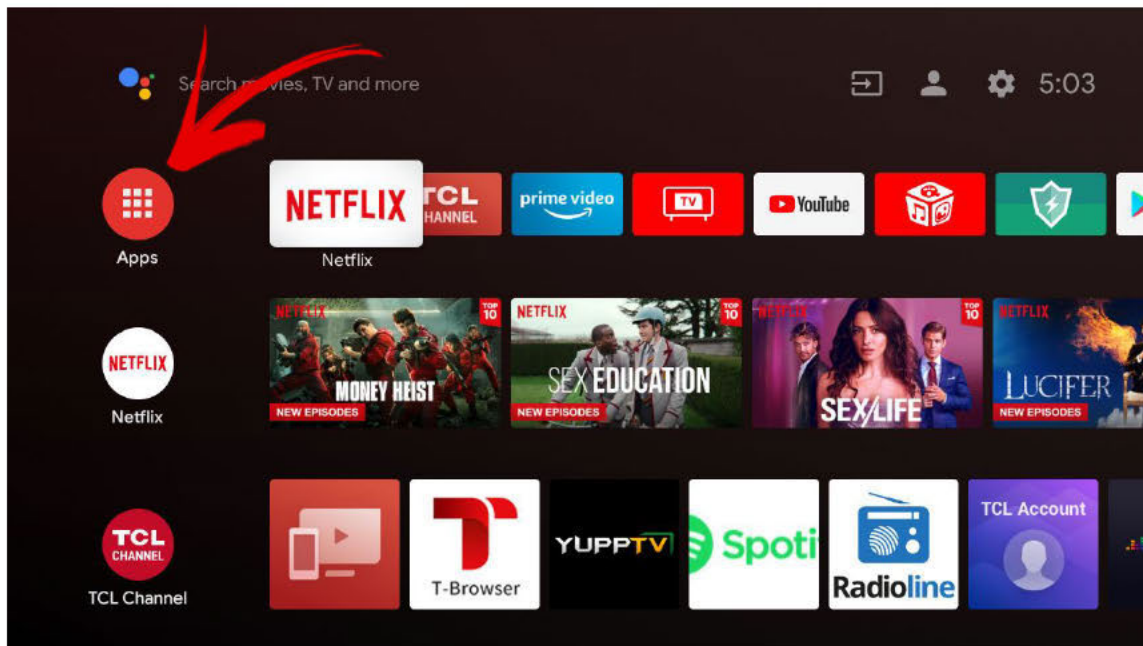 Search movies, TV and more
5:03
Apps
NETFLIX
TCL
CHANNEL
prime video
TV
YouTube
Netflix
NETFLIX
TOP
10
MONEY HEIST
NEW EPISODES
NETFLIX
TOP
10
SEX EDUCATION
NEW EPISODES
NETFLIX
TOP
10
SEX/LIFE
NETFLIX
LUCIFER
NEW EPISODES
NETFLIX
Netflix
TCL
CHANNEL
TCL Channel
T-Browser
YUPPTV
Spoti
Radioline
TCL Account